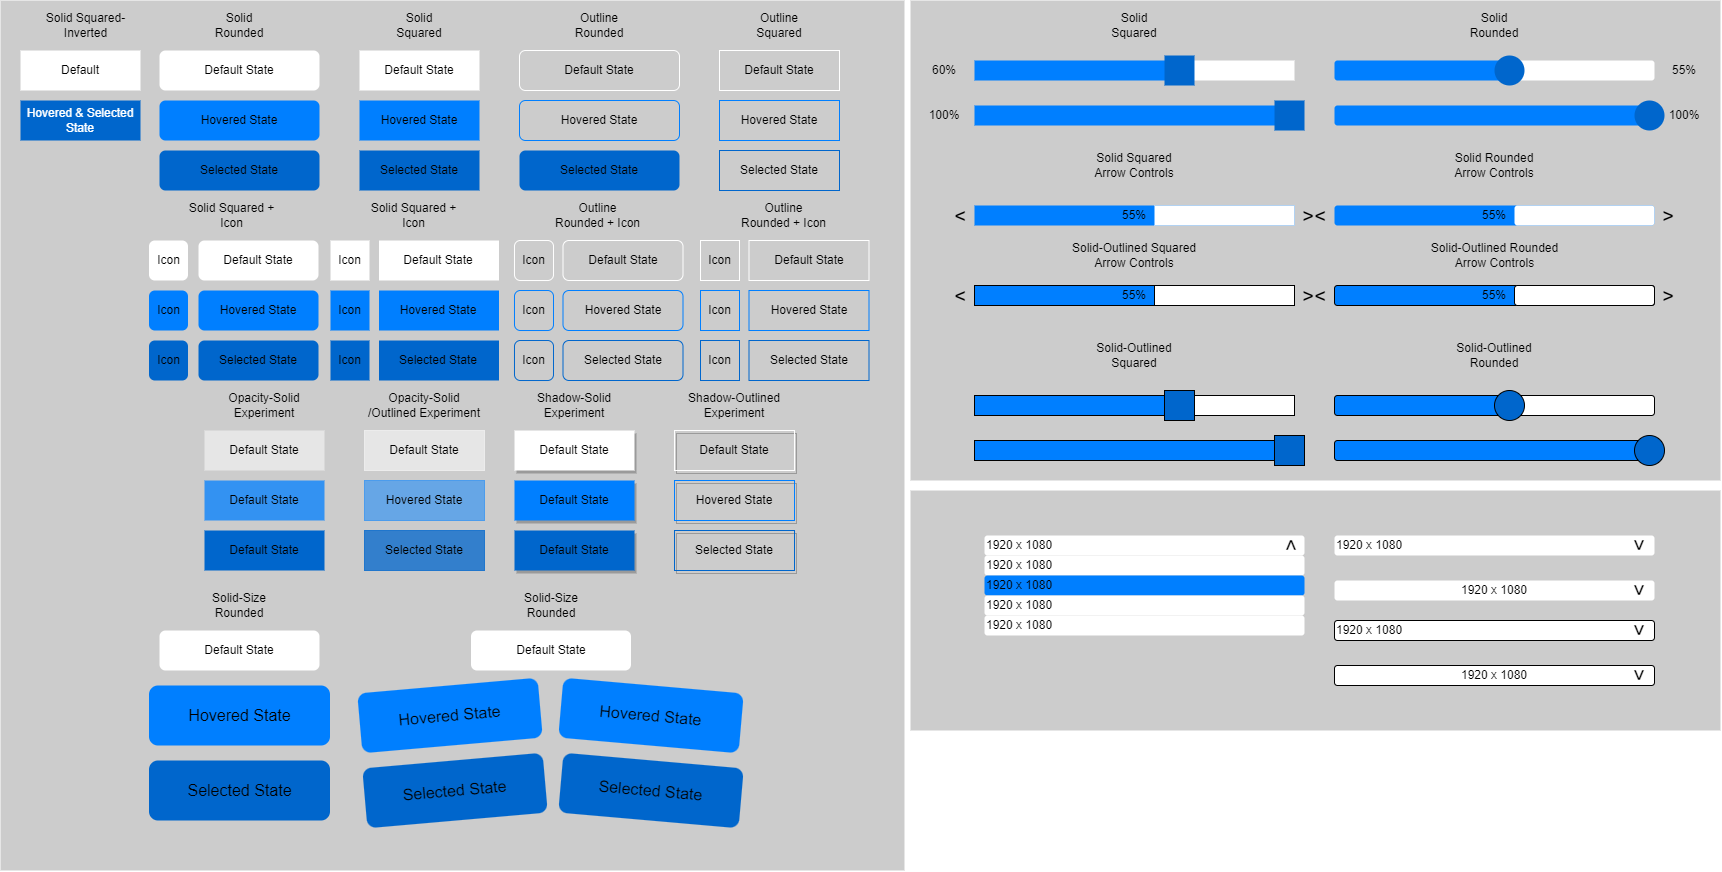 Solid Squared-
Inverted
Solid
Rounded
Solid
Squared
Outline
Rounded
Outline
Squared
Default
Default State
Default State
Default State
Default State
Hovered & Selected
State
Hovered State
Hovered State
Hovered State
Hovered State
Selected State
Selected State
Selected State
Selected State
Solid Squared +
Icon
Solid Squared +
Icon
Outline
Rounded + Icon
Outline
Rounded + Icon
Icon
Default State
Icon
Default State
Icon
Default State
Icon
Default State
Icon
Hovered State
Icon
Hovered State
Icon
Hovered State
Icon
Hovered State
Icon
Selected State
Icon
Selected State
Icon
Selected State
Icon
Selected State
Opacity-Solid
Experiment
Opacity-Solid
/Outlined Experiment
Shadow-Solid
Experiment
Shadow-Outlined
Experiment
Default State
Default State
Default State
Default State
Default State
Hovered State
Default State
Hovered State
Default State
Selected State
Default State
Selected State
Solid-Size
Rounded
Solid-Size
Rounded
Default State
Default State
Hovered State
Hovered State
Hovered State
Selected State
Selected State
Selected State
Solid
Squared
Solid
Rounded
60%
55%
100%
100%
Solid Squared
Arrow Controls
Solid Rounded
Arrow Controls
< 55% >
< 55% >
Solid-Outlined Squared
Arrow Controls
Solid-Outlined Rounded
Arrow Controls
< 55% >
< 55% >
Solid-Outlined
Squared
Solid-Outlined
Rounded
1920 x 1080
1920 x 1080
1920 x 1080
1920 x 1080
1920 x 1080
1920 x 1080
1920 x 1080
1920 x 1080
1920 x 1080